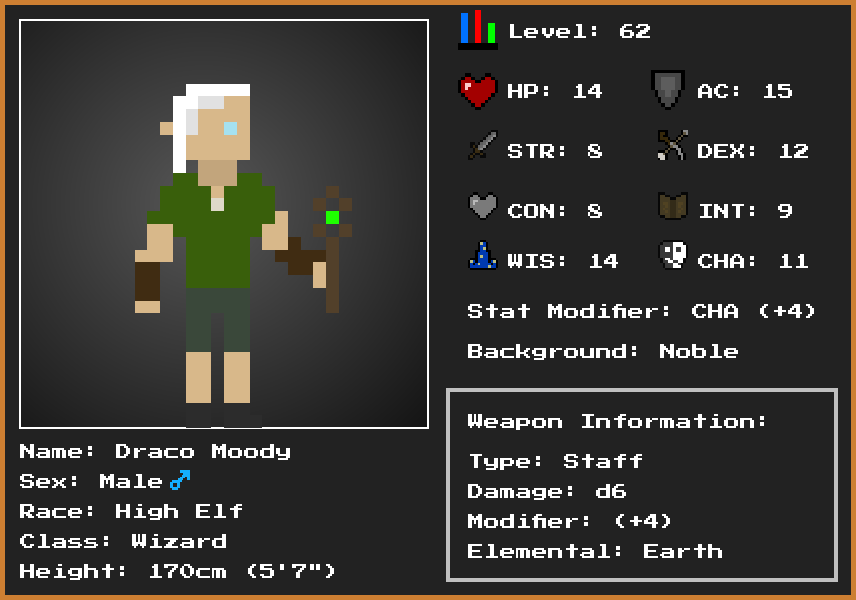 Level: 62
HP: 14 AC: 15
STR: 8 DEX: 12
CON: 8 INT: 9
WIS: 14 CHA: 11
Stat Modifier: CHA (+4)
Background: Noble
Weapon Information:
Type: Staff
Damage: d6
Modifier: (+4)
Elemental: Earth
Name: Draco Moody
Sex: Male♂
Race: High Elf
Class: Wizard
Height: 170cm (5'7")